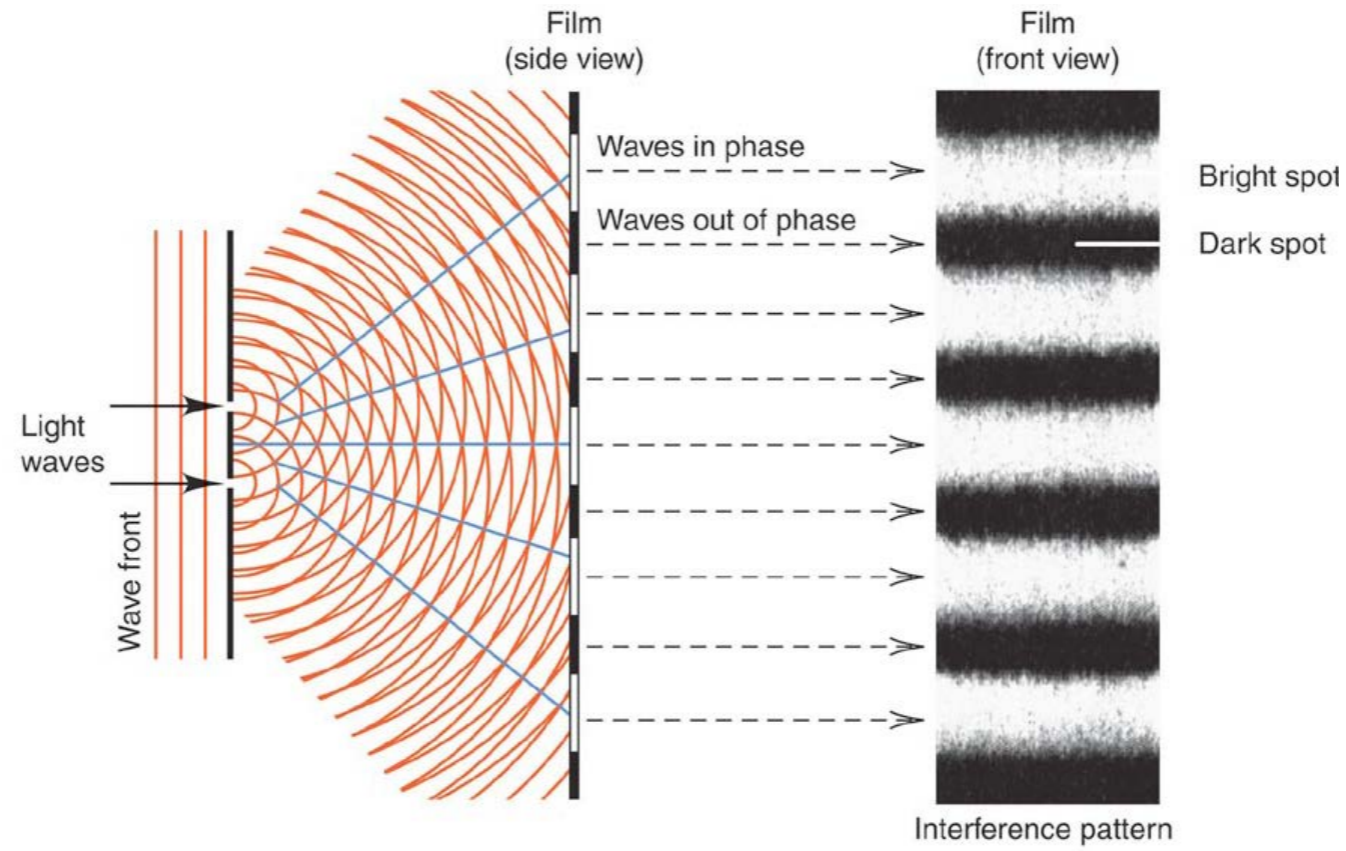 Film
(side view)
Film
(front view)
Waves in phase
Bright spot
Waves out of phase
Dark spot
Light
waves
Wave front
Interference pattern